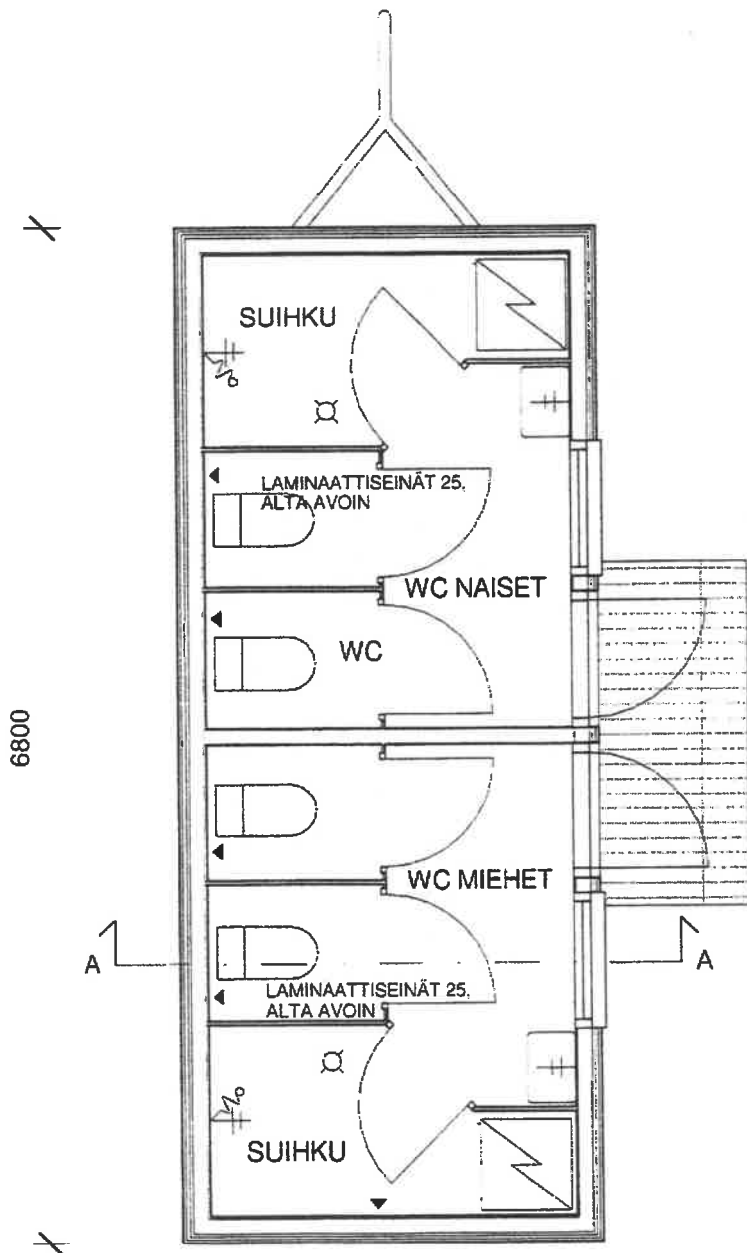 SUIHKU
LAMINAATTISEINÄT 25,
ALTA AVOIN
WC NAISET
WC
6800
WC MIEHET
A
A
LAMINAATTISEINÄT 25,
ALTA AVOIN
SUIHKU